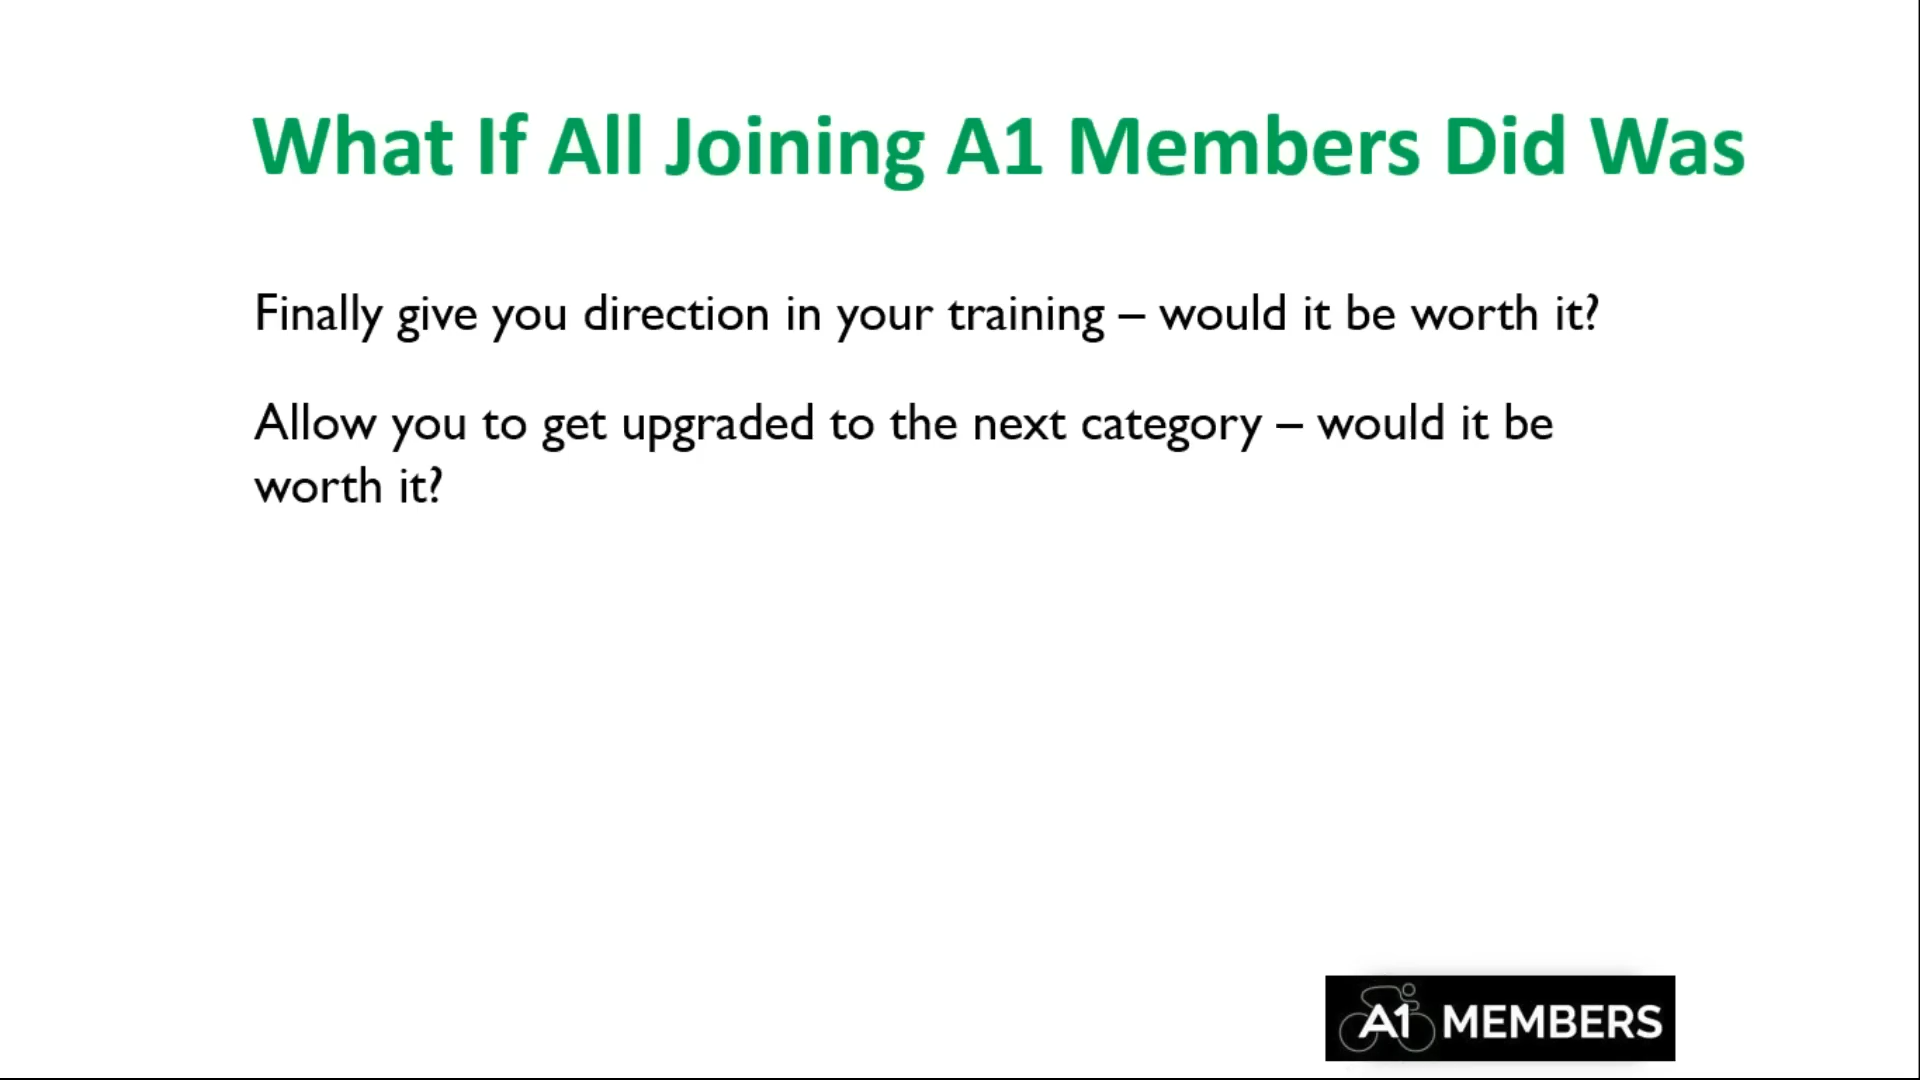 What If All Joining A1 Members Did Was
Finally give you direction in your training – would it be worth it?
Allow you to get upgraded to the next category – would it be
worth it?
A1 MEMBERS